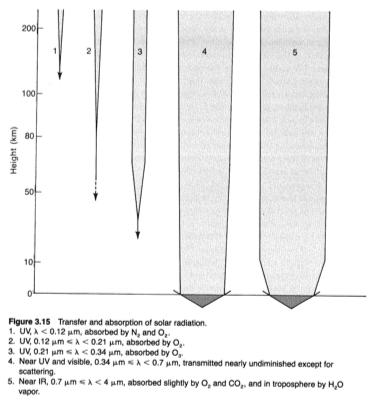 200
1
2
3
4
5
100
80
Height (km)
50
10
0
Figure 3.15 Transfer and absorption of solar radiation.
1. UV, λ < 0.12 μm, absorbed by N₂ and O₂.
2. UV, 0.12 μm ≤ λ < 0.21 μm, absorbed by O₂.
3. UV, 0.21 μm ≤ λ < 0.34 μm, absorbed by O₃.
4. Near UV and visible, 0.34 μm ≤ λ < 0.7 μm, transmitted nearly undiminished except for
scattering.
5. Near IR, 0.7 μm ≤ λ < 4 μm, absorbed slightly by O₂ and CO₂, and in troposphere by H₂O
vapor.